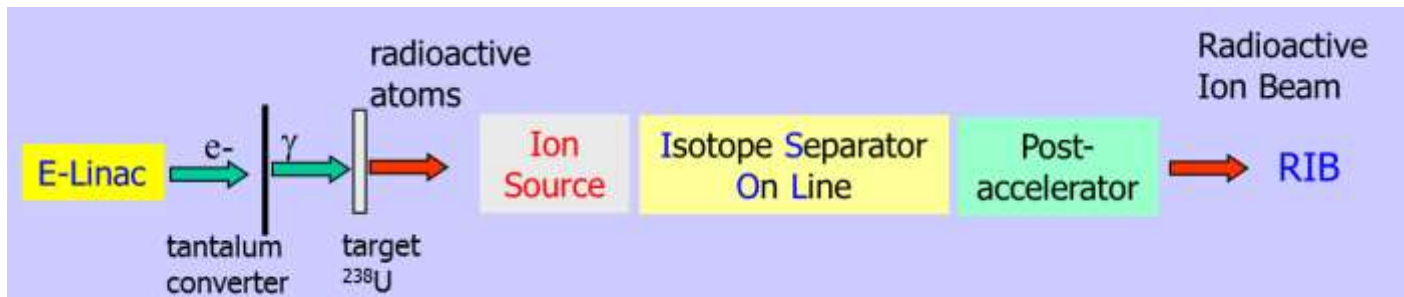 E-Linac
e-
tantalum
converter
γ
target
²³⁸U
radioactive
atoms
Ion
Source
Isotope Separator
On Line
Post-
accelerator
Radioactive
Ion Beam
RIB